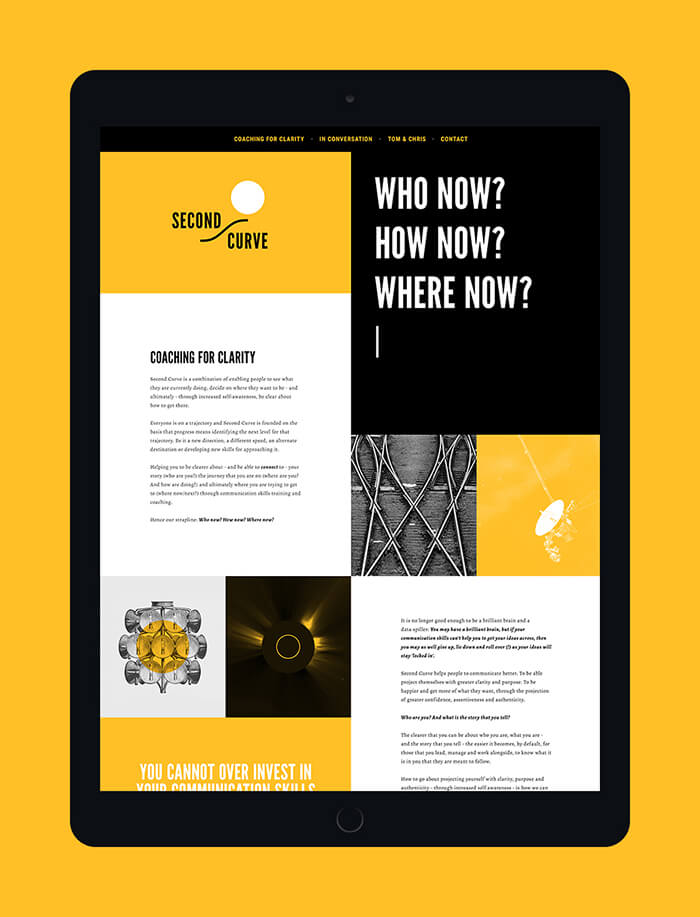 COACHING FOR CLARITY · IN CONVERSATION · TOM & CHRIS · CONTACT
SECOND
CURVE
WHO NOW?
HOW NOW?
WHERE NOW?
COACHING FOR CLARITY
Second Curve is a combination of enabling people to see what
they are currently doing, decide on where they want to be - and
ultimately - through increased self-awareness, be clear about
how to get there.
Everyone is on a trajectory and Second Curve is founded on the
basis that progress means identifying the next level for that
trajectory. Be it a new direction, a different speed, an alternate
destination or developing new skills for approaching it.
Helping you to be clearer about - and be able to connect to - your
story (who are you?) the journey that you are on (where are you?
And how are doing?) and ultimately where you are trying to get
to (where now/next?) through communication skills training and
coaching.
Hence our strapline: Who now? How now? Where now?
It is no longer good enough to be a brilliant brain and a
data spiller. You may have a brilliant brain, but if your
communication skills can't help you to get your ideas across, then
you may as well give up, lie down and roll over (!) as your ideas will
stay 'locked in'.
Second Curve helps people to communicate better. To be able
project themselves with greater clarity and purpose. To be
happier and get more of what they want, through the projection
of greater confidence, assertiveness and authenticity.
Who are you? And what is the story that you tell?
The clearer that you can be about who you are, what you are -
and the story that you tell - the easier it becomes, by default, for
those that you lead, manage and work alongside, to know what it
is in you that they are meant to follow.
How to go about projecting yourself with clarity, purpose and
authenticity - through increased self awareness - is how we can
YOU CANNOT OVER INVEST IN
YOUR COMMUNICATION SKILLS